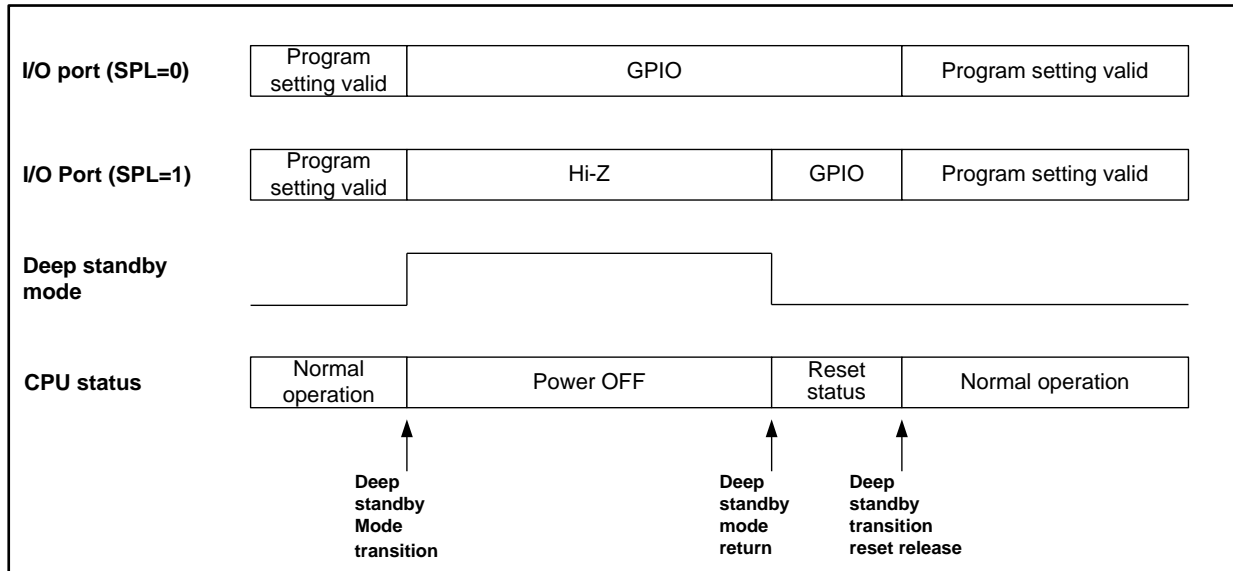 I/O port (SPL=0)
Program
setting valid
GPIO
Program setting valid
I/O Port (SPL=1)
Program
setting valid
Hi-Z
GPIO
Program setting valid
Deep standby
mode
CPU status
Normal
operation
Power OFF
Reset
status
Normal operation
Deep
standby
Mode
transition
Deep
standby
mode
return
Deep
standby
transition
reset release